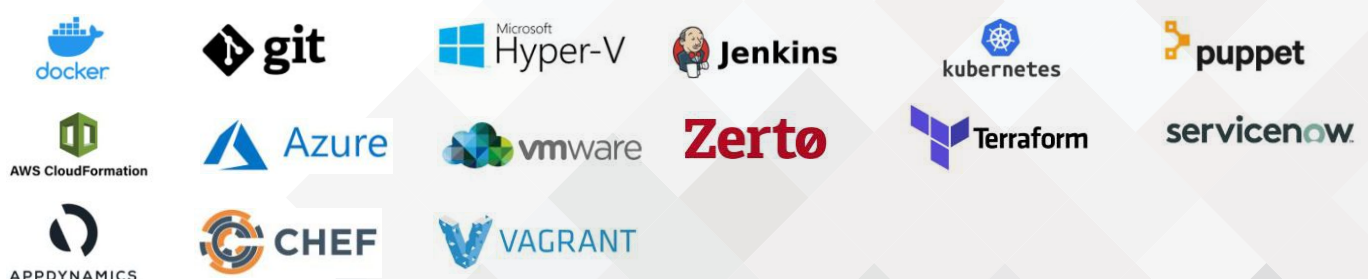 docker
git
Microsoft
Hyper-V
Jenkins
kubernetes
puppet
AWS CloudFormation
Azure
vmware
Zertø
Terraform
servicenow.
APPDYNAMICS
CHEF
VAGRANT